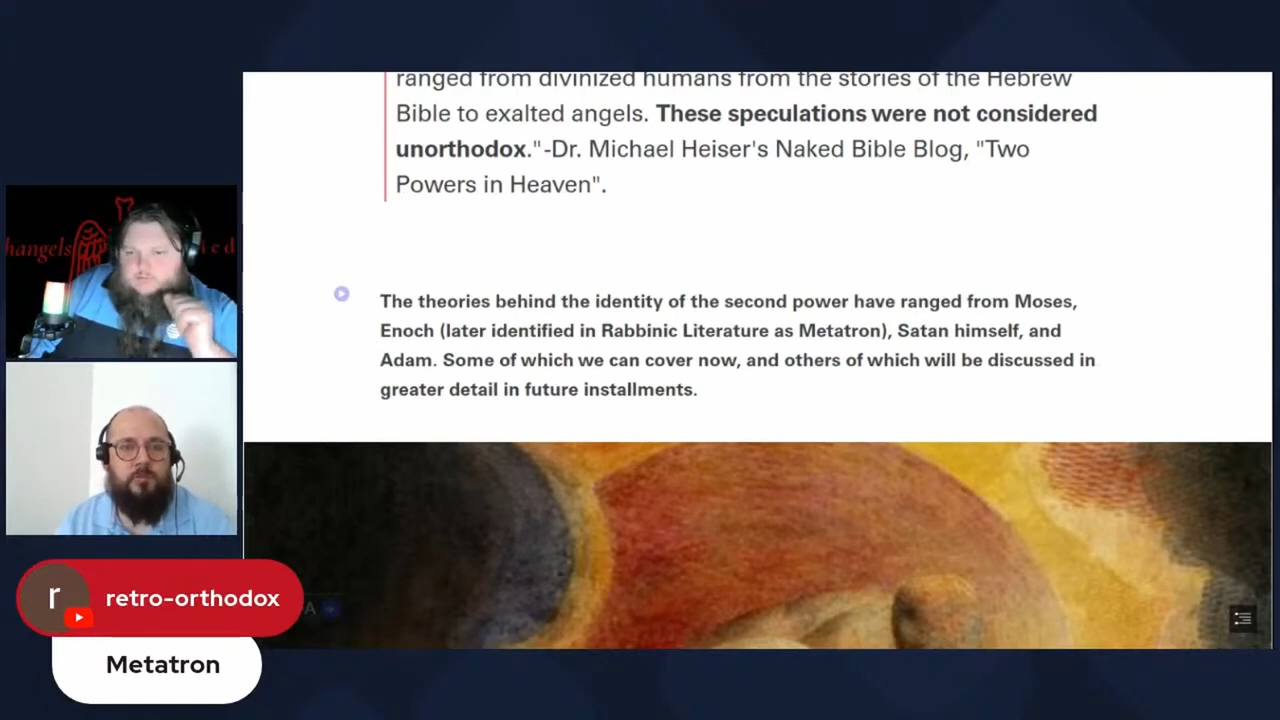 ranged from divinized humans from the stories of the Hebrew
Bible to exalted angels. These speculations were not considered
unorthodox."-Dr. Michael Heiser's Naked Bible Blog, "Two
Powers in Heaven".
The theories behind the identity of the second power have ranged from Moses,
Enoch (later identified in Rabbinic Literature as Metatron), Satan himself, and
Adam. Some of which we can cover now, and others of which will be discussed in
greater detail in future installments.
r
retro-orthodox
Metatron